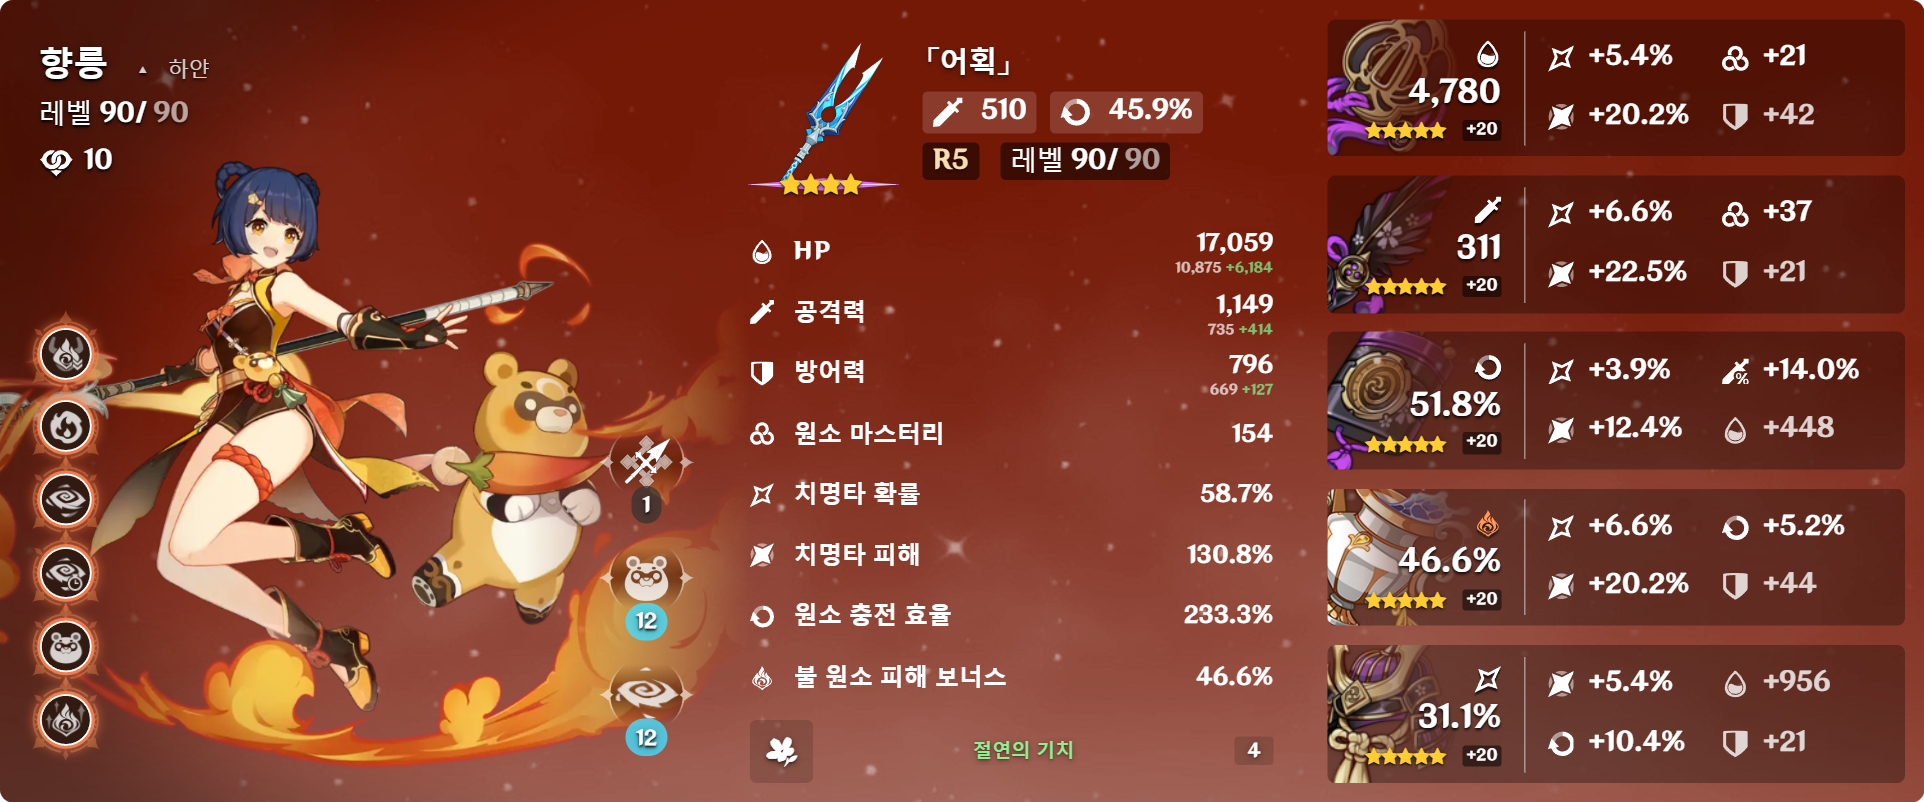 향릉 ▲ 하얀
레벨 90/ 90
10
1
12
12
「어획」
510 45.9%
R5 레벨 90/ 90
HP 17,059
10,875 +6,184
공격력 1,149
735 +414
방어력 796
669 +127
원소 마스터리 154
치명타 확률 58.7%
치명타 피해 130.8%
원소 충전 효율 233.3%
불 원소 피해 보너스 46.6%
절연의 기치 4
4,780
+20
+5.4% +21
+20.2% +42
311
+20
+6.6% +37
+22.5% +21
51.8%
+20
+3.9% +14.0%
+12.4% +448
46.6%
+20
+6.6% +5.2%
+20.2% +44
31.1%
+20
+5.4% +956
+10.4% +21